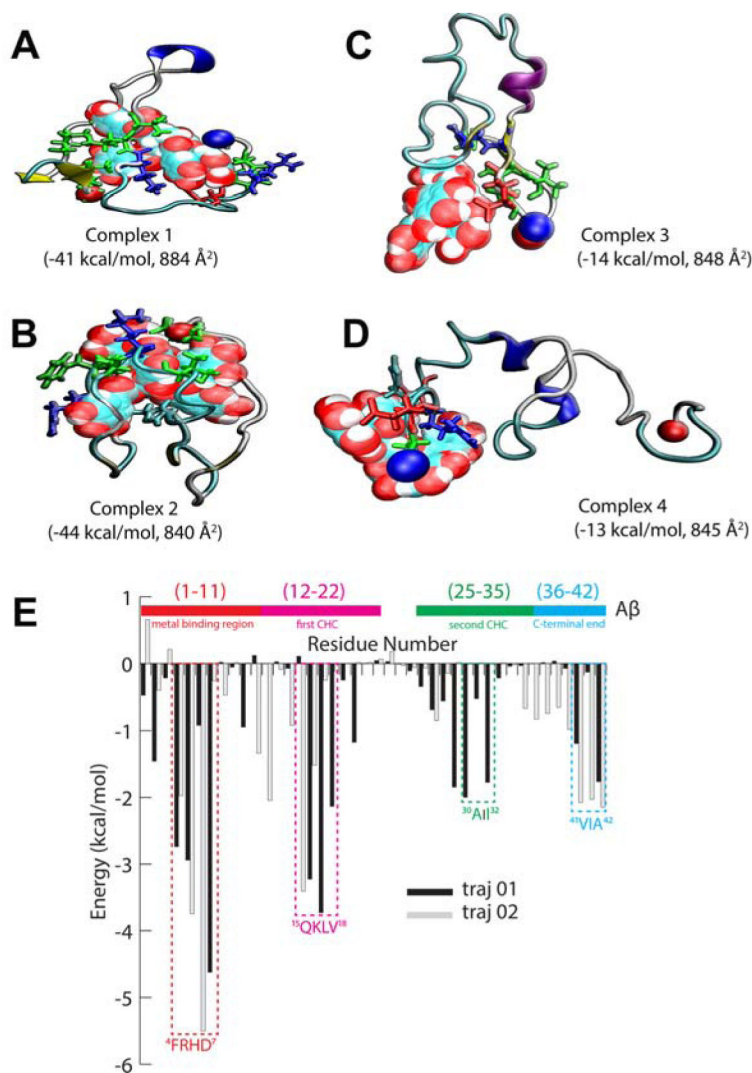 A
Complex 1
(-41 kcal/mol, 884 Å²)
C
Complex 3
(-14 kcal/mol, 848 Å²)
B
Complex 2
(-44 kcal/mol, 840 Å²)
D
Complex 4
(-13 kcal/mol, 845 Å²)
E
(1-11) (12-22) (25-35) (36-42)
Aβ
metal binding region first CHC second CHC C-terminal end
Residue Number
Energy (kcal/mol)
1
0
-1
-2
-3
-4
-5
-6
³⁰AII³²
⁴¹VIA⁴²
¹⁵QKLV¹⁸
⁴FRHD⁷
traj 01
traj 02